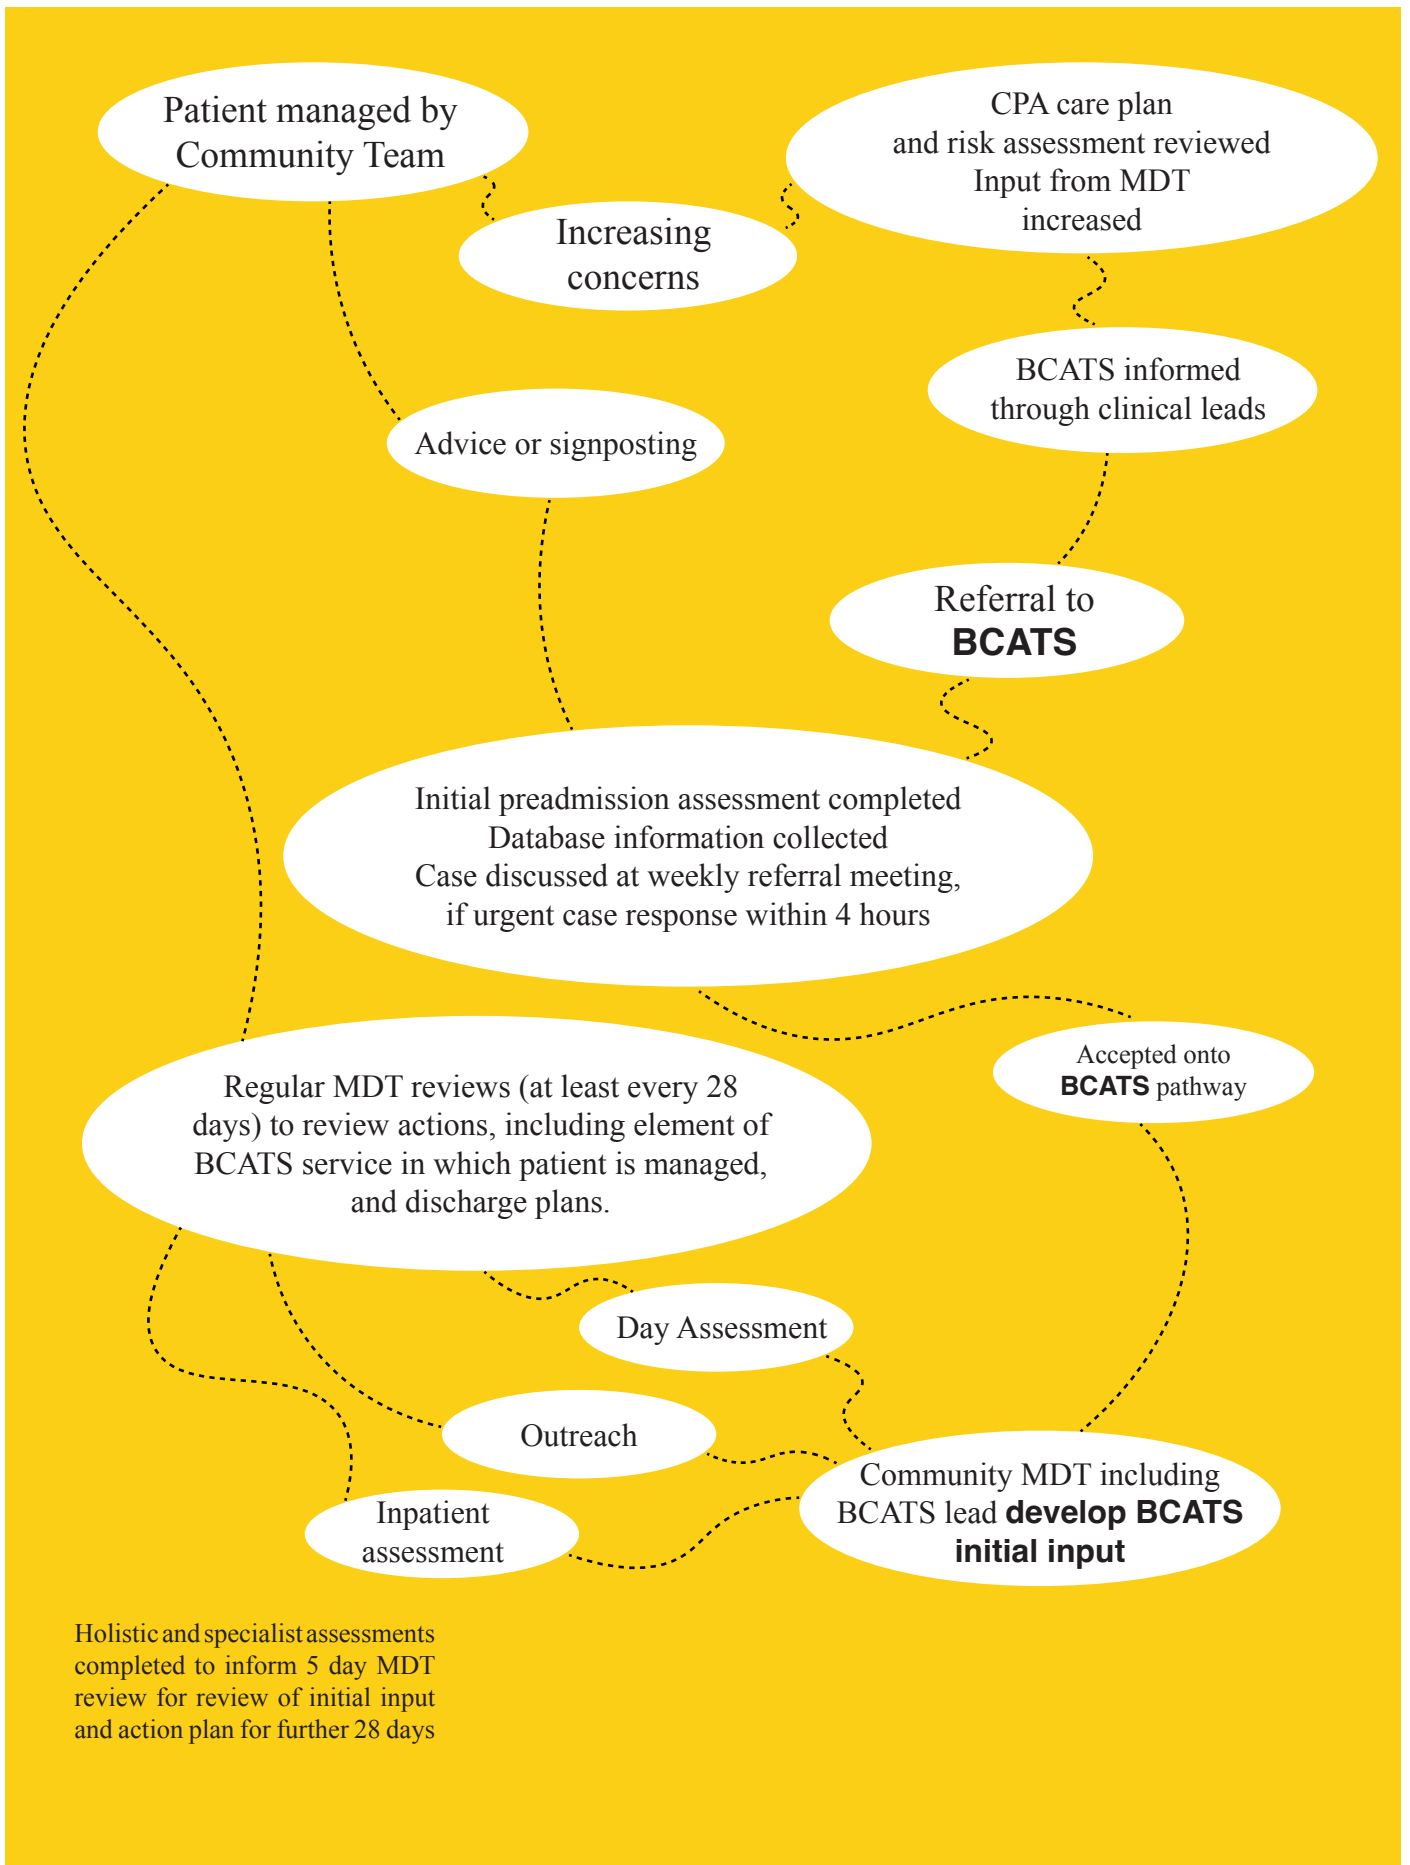 Patient managed by
Community Team
CPA care plan
and risk assessment reviewed
Input from MDT
increased
Increasing
concerns
BCATS informed
through clinical leads
Advice or signposting
Referral to
BCATS
Initial preadmission assessment completed
Database information collected
Case discussed at weekly referral meeting,
if urgent case response within 4 hours
Accepted onto
BCATS pathway
Regular MDT reviews (at least every 28
days) to review actions, including element of
BCATS service in which patient is managed,
and discharge plans.
Day Assessment
Outreach
Community MDT including
BCATS lead develop BCATS
initial input
Inpatient
assessment
Holistic and specialist assessments
completed to inform 5 day MDT
review for review of initial input
and action plan for further 28 days